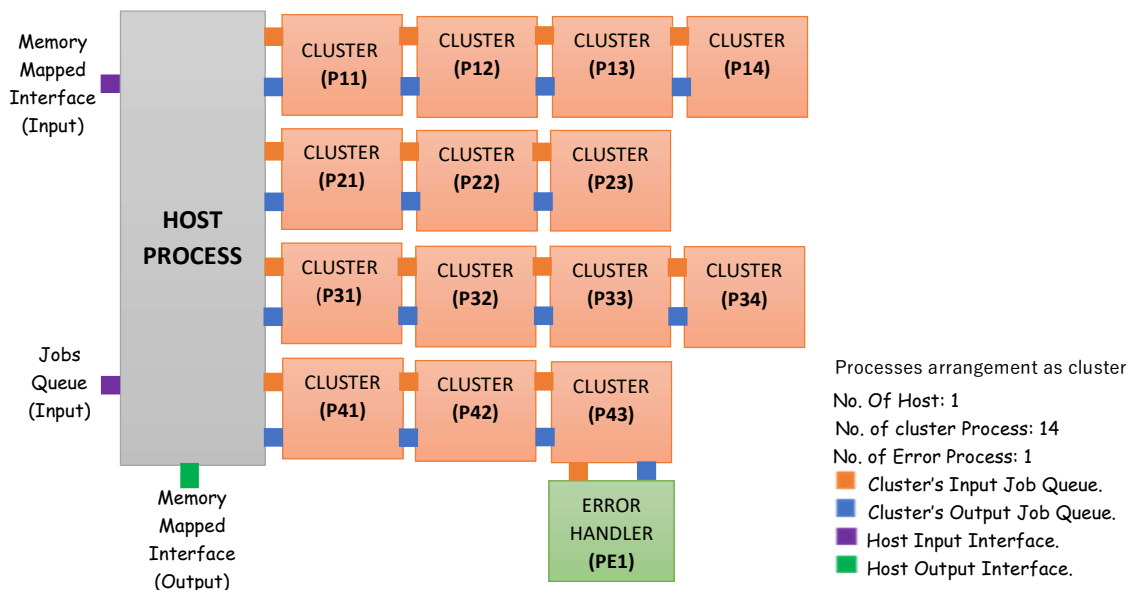 Memory
Mapped
Interface
(Input)
HOST
PROCESS
Jobs
Queue
(Input)
Memory
Mapped
Interface
(Output)
CLUSTER
(P11)
CLUSTER
(P12)
CLUSTER
(P13)
CLUSTER
(P14)
CLUSTER
(P21)
CLUSTER
(P22)
CLUSTER
(P23)
CLUSTER
(P31)
CLUSTER
(P32)
CLUSTER
(P33)
CLUSTER
(P34)
CLUSTER
(P41)
CLUSTER
(P42)
CLUSTER
(P43)
ERROR
HANDLER
(PE1)
Processes arrangement as cluster
No. Of Host: 1
No. of cluster Process: 14
No. of Error Process: 1
Cluster's Input Job Queue.
Cluster's Output Job Queue.
Host Input Interface.
Host Output Interface.